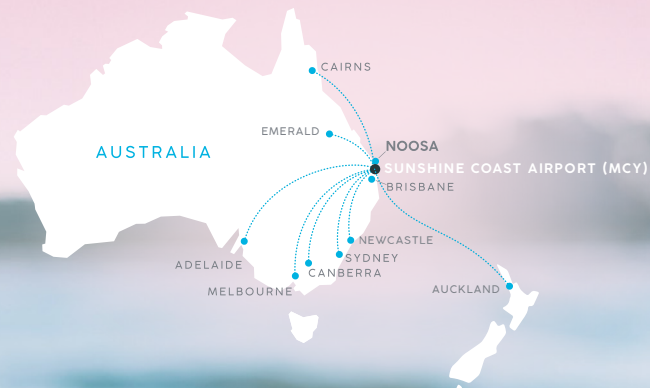 CAIRNS
EMERALD
NOOSA
AUSTRALIA
SUNSHINE COAST AIRPORT (MCY)
BRISBANE
NEWCASTLE
SYDNEY
ADELAIDE
CANBERRA
MELBOURNE
AUCKLAND